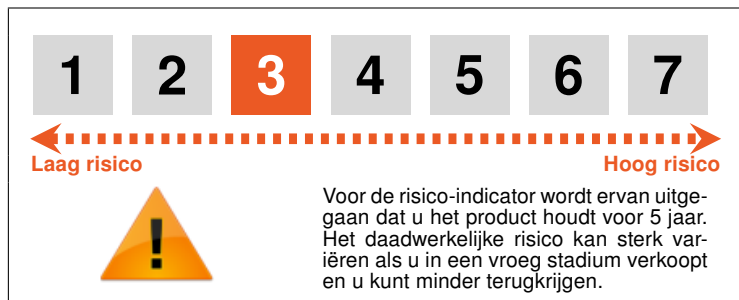 1 2 3 4 5 6 7
Laag risico Hoog risico
!
Voor de risico-indicator wordt ervan uitge-
gaan dat u het product houdt voor 5 jaar.
Het daadwerkelijke risico kan sterk var-
iëren als u in een vroeg stadium verkoopt
en u kunt minder terugkrijgen.